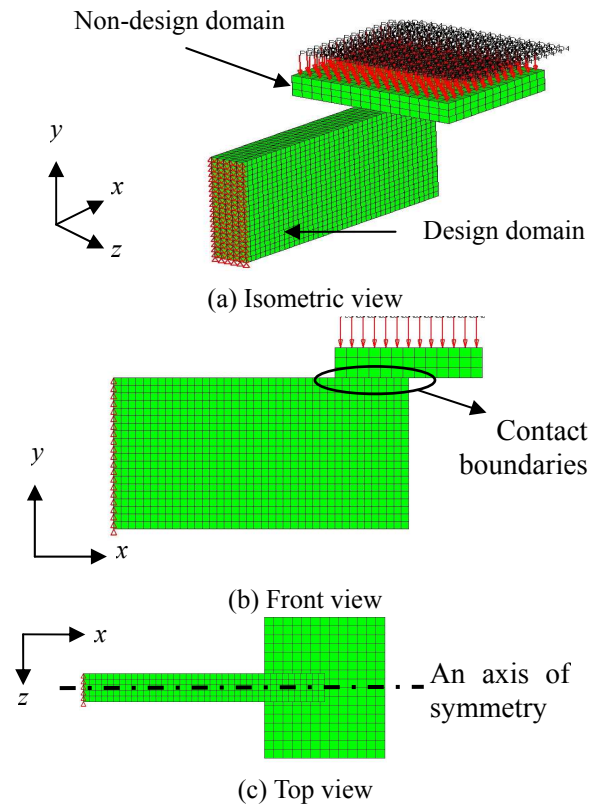 Non-design domain
y
x
z
Design domain
(a) Isometric view
y
x
Contact
boundaries
(b) Front view
x
z
An axis of
symmetry
(c) Top view